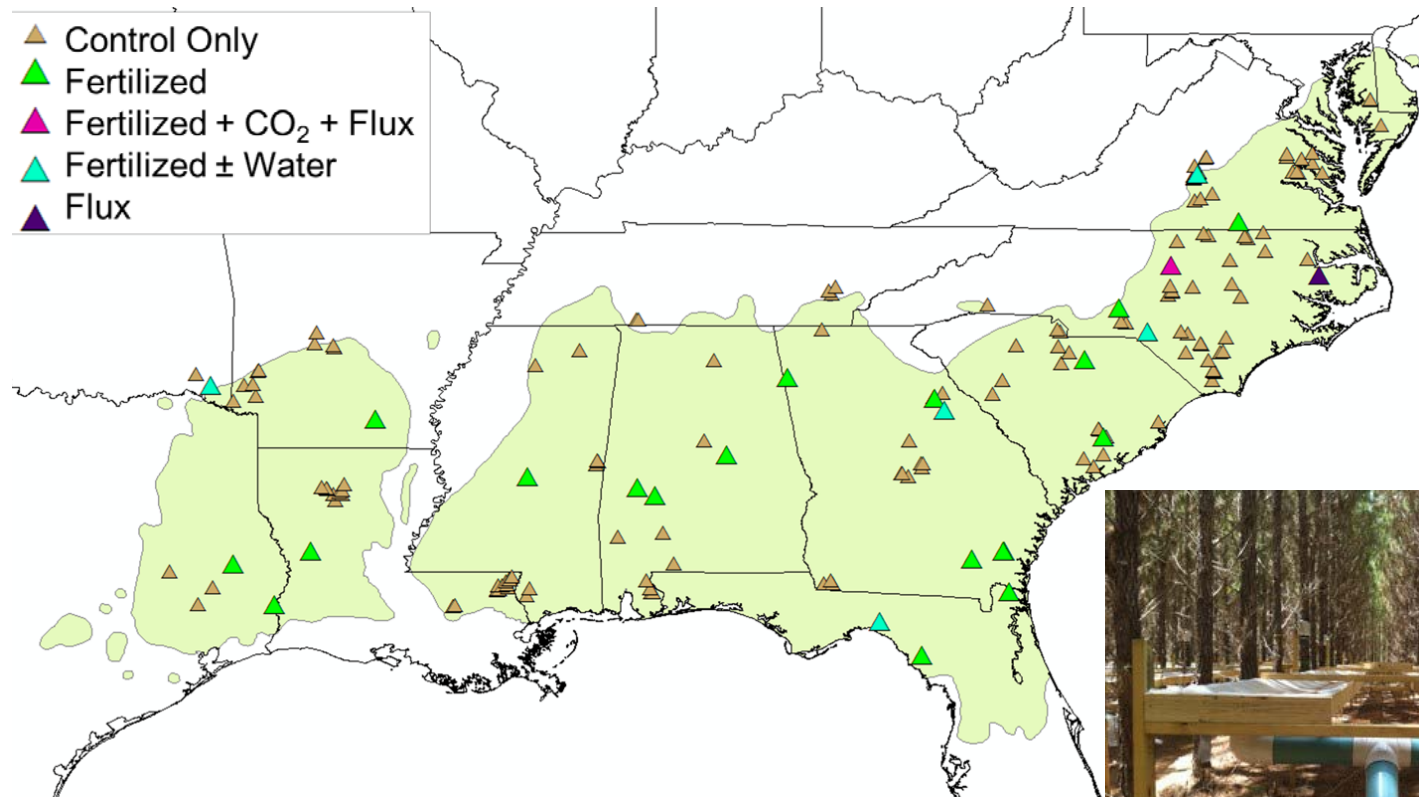 Control Only
Fertilized
Fertilized + CO₂ + Flux
Fertilized ± Water
Flux